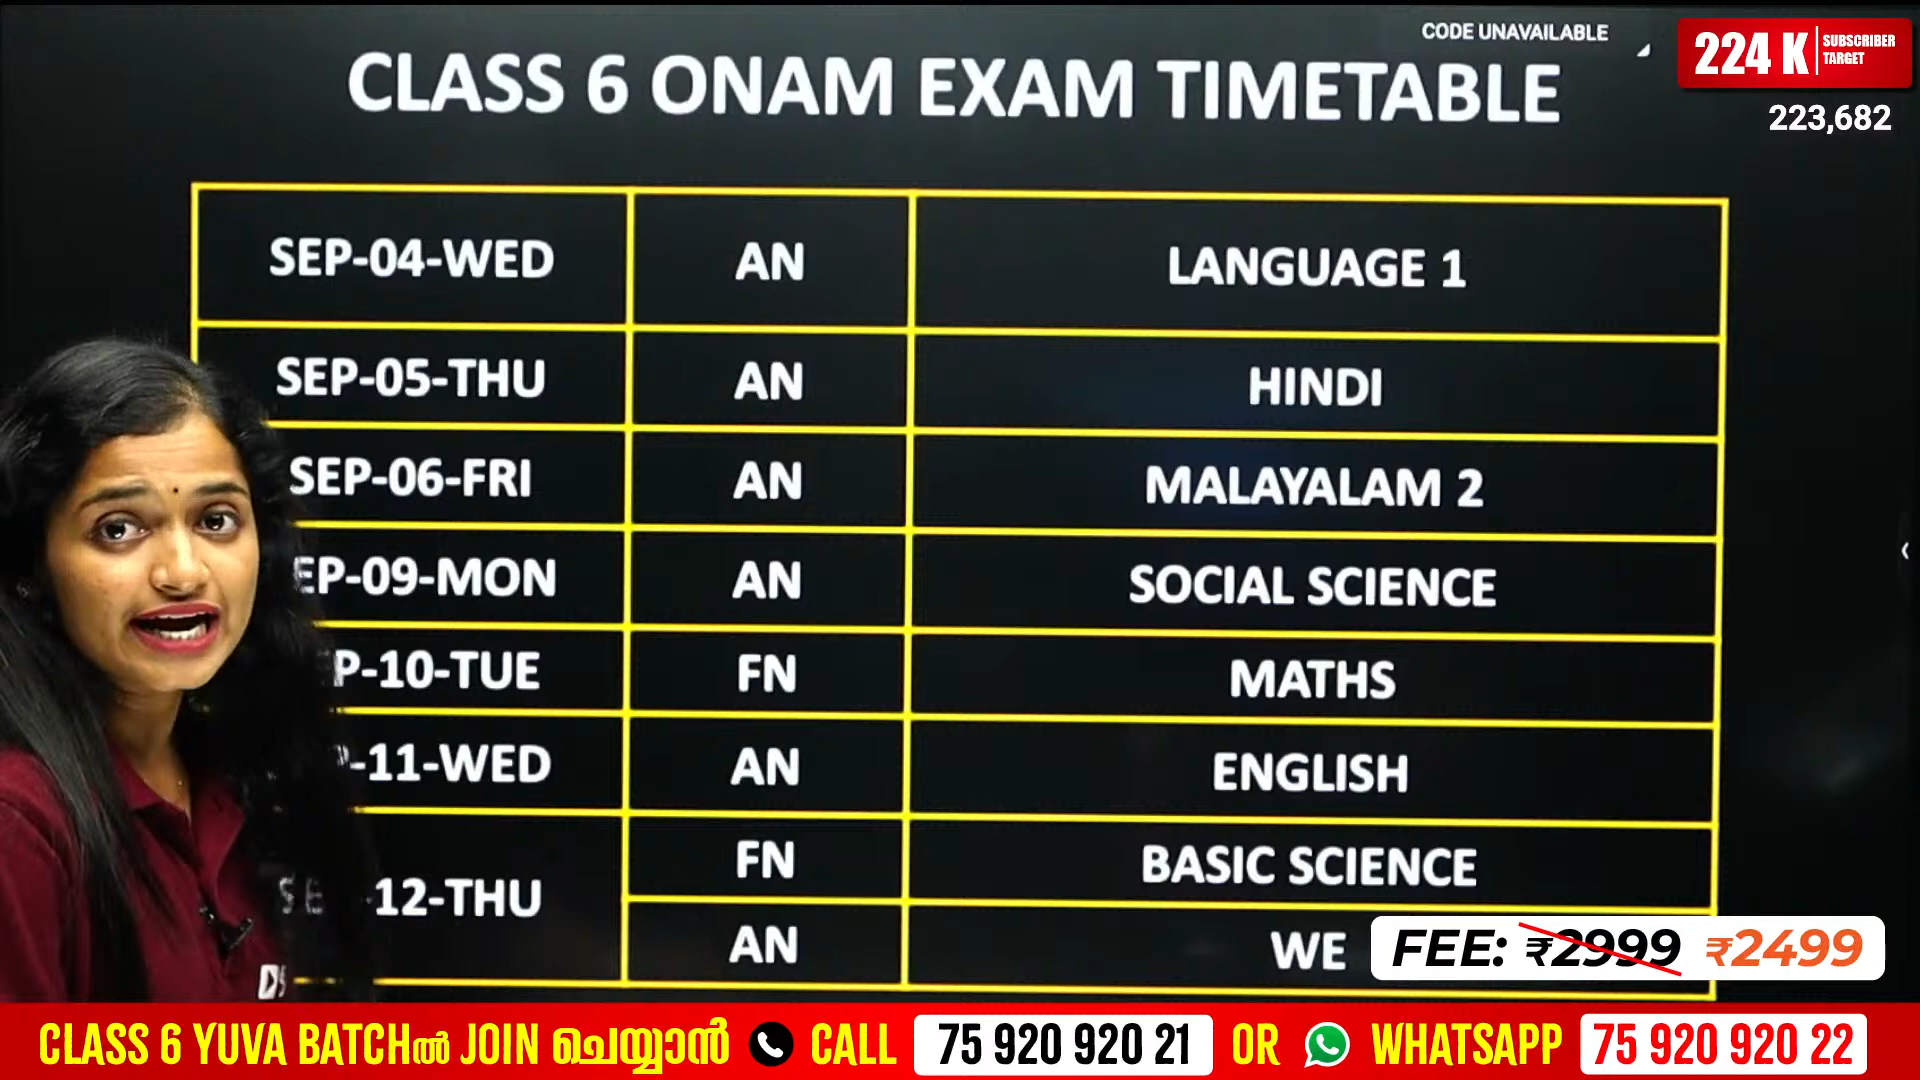 CODE UNAVAILABLE
224 K SUBSCRIBER TARGET
223,682
CLASS 6 ONAM EXAM TIMETABLE
SEP-04-WED AN LANGUAGE 1
SEP-05-THU AN HINDI
SEP-06-FRI AN MALAYALAM 2
EP-09-MON AN SOCIAL SCIENCE
P-10-TUE FN MATHS
-11-WED AN ENGLISH
-12-THU FN BASIC SCIENCE
AN WE
FEE: ₹2999 ₹2499
CLASS 6 YUVA BATCHൽ JOIN ചെയ്യാൻ CALL 75 920 920 21 OR WHATSAPP 75 920 920 22